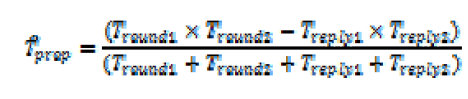 T̂prop = (Tround1 × Tround2 − Treply1 × Treply2) / (Tround1 + Tround2 + Treply1 + Treply2)